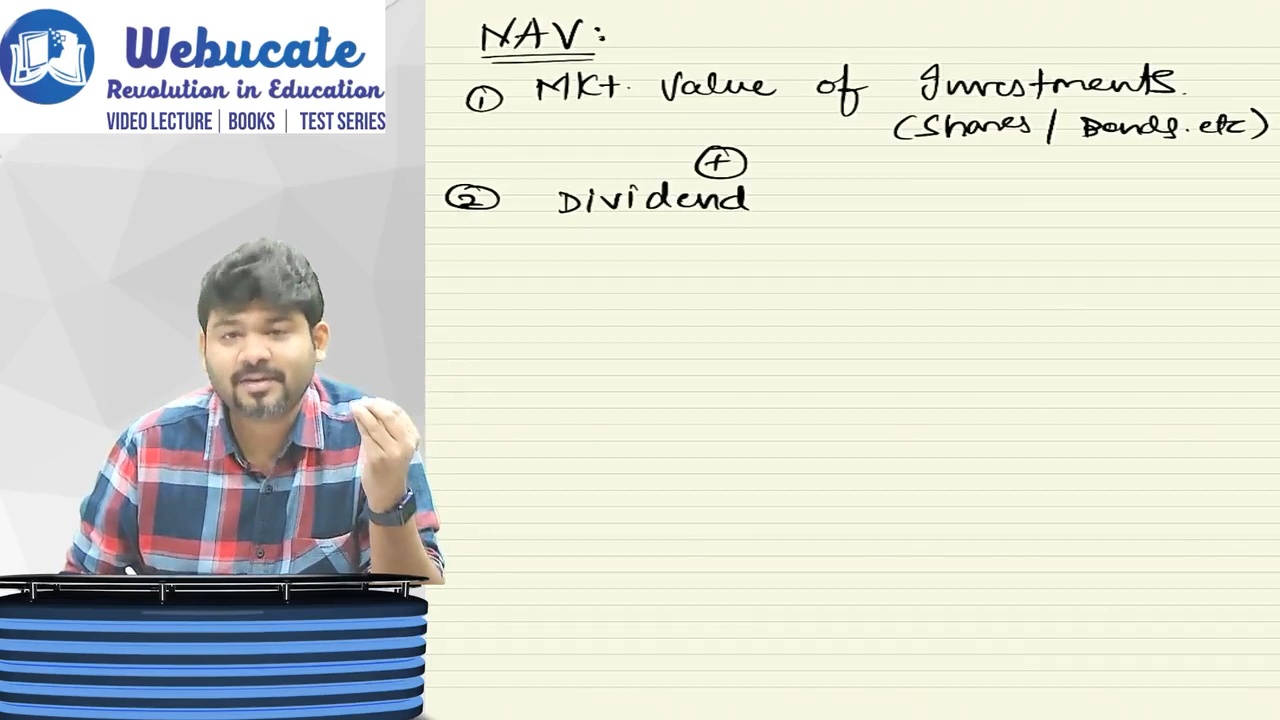 Webucate
Revolution in Education
VIDEO LECTURE | BOOKS | TEST SERIES
NAV:
① Mkt. Value of Investments.
(Shares / Bonds. etc)
⊕
② Dividend